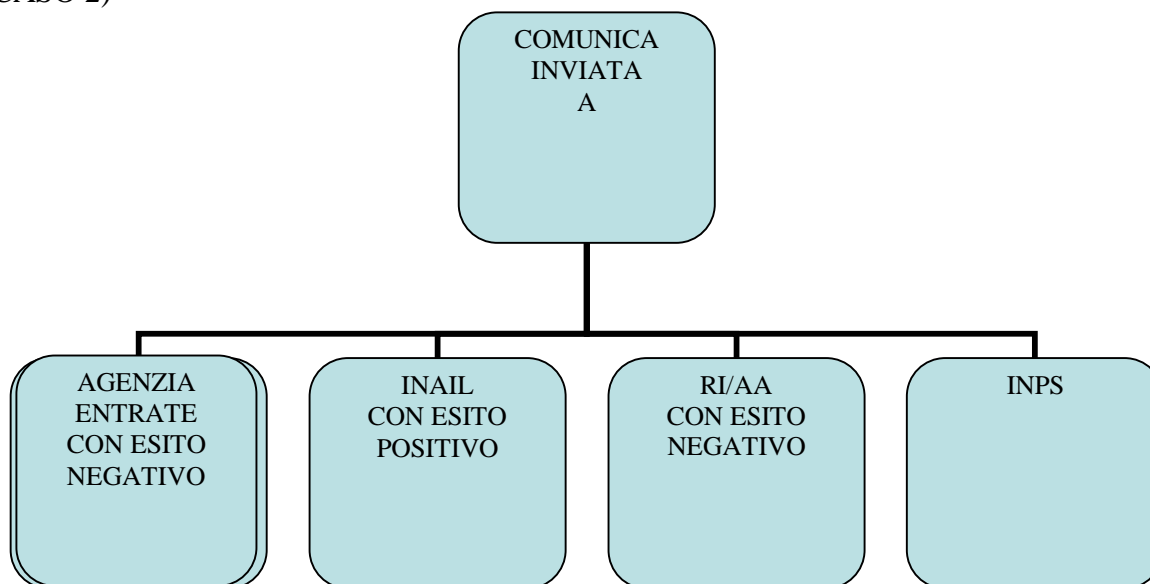 CASO 2)
COMUNICA
INVIATA
A
AGENZIA
ENTRATE
CON ESITO
NEGATIVO
INAIL
CON ESITO
POSITIVO
RI/AA
CON ESITO
NEGATIVO
INPS